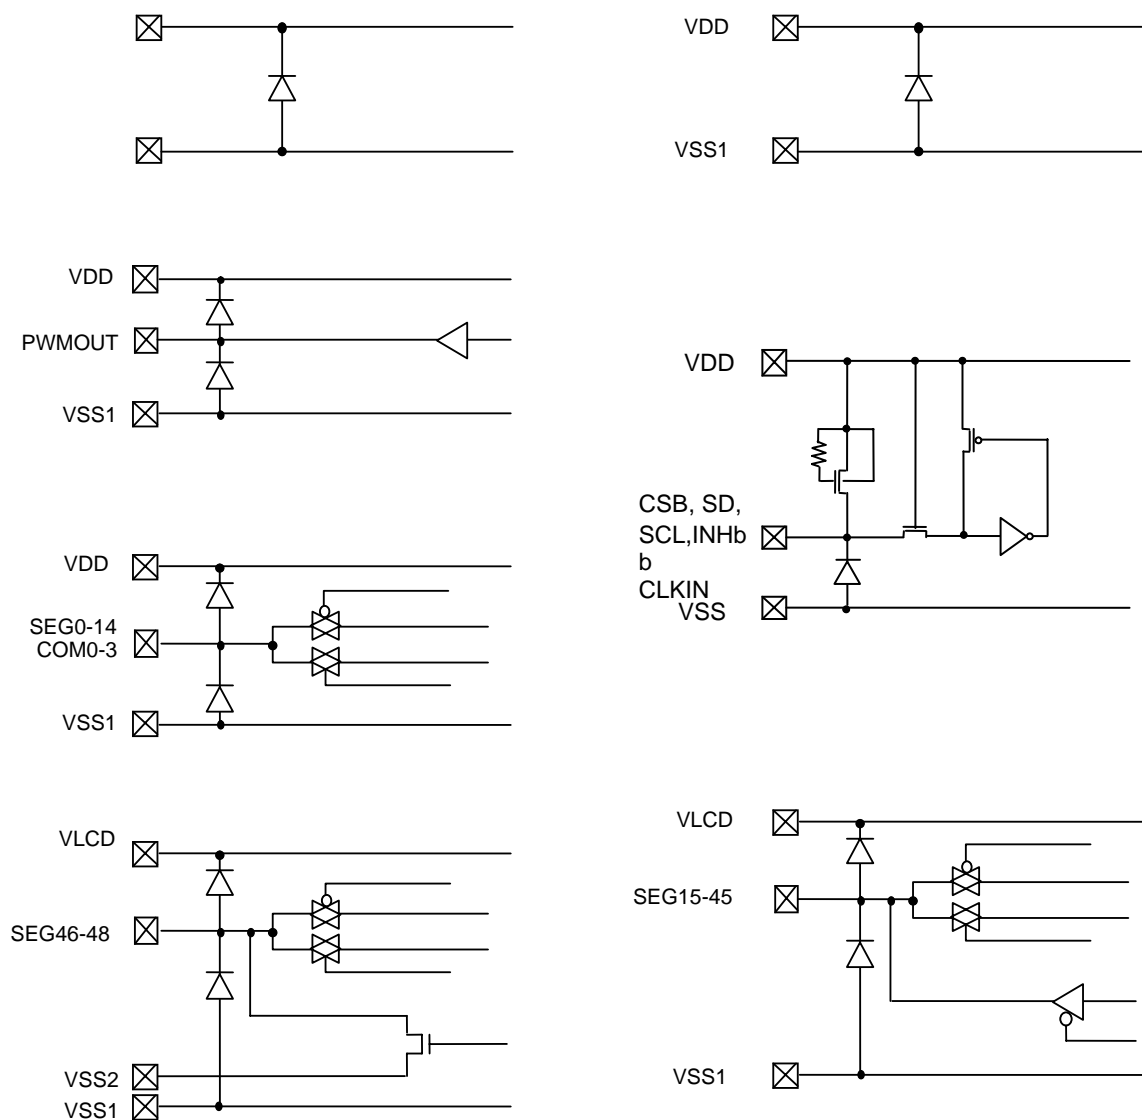 VDD
VSS1
VDD
PWMOUT
VSS1
VDD
CSB, SD,
SCL,INHb
b
CLKIN
VSS
VDD
SEG0-14
COM0-3
VSS1
VLCD
SEG46-48
VSS2
VSS1
VLCD
SEG15-45
VSS1